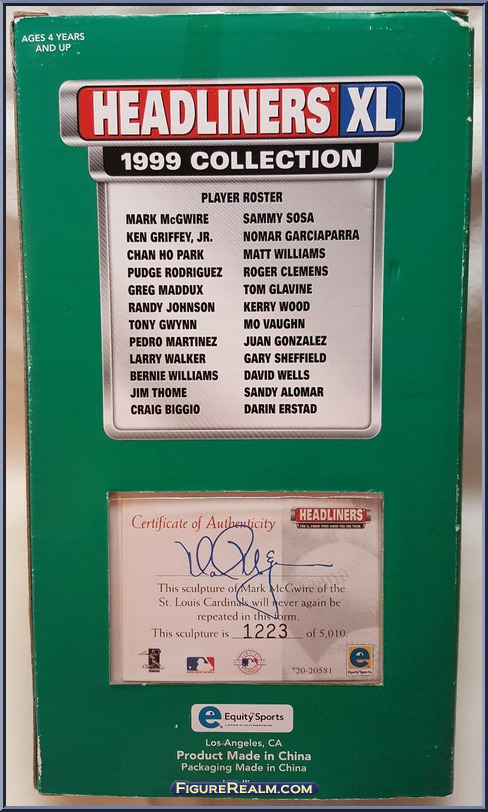 AGES 4 YEARS
AND UP
HEADLINERS XL
1999 COLLECTION
PLAYER ROSTER
MARK McGWIRE SAMMY SOSA
KEN GRIFFEY, JR. NOMAR GARCIAPARRA
CHAN HO PARK MATT WILLIAMS
PUDGE RODRIGUEZ ROGER CLEMENS
GREG MADDUX TOM GLAVINE
RANDY JOHNSON KERRY WOOD
TONY GWYNN MO VAUGHN
PEDRO MARTINEZ JUAN GONZALEZ
LARRY WALKER GARY SHEFFIELD
BERNIE WILLIAMS DAVID WELLS
JIM THOME SANDY ALOMAR
CRAIG BIGGIO DARIN ERSTAD
Certificate of Authenticity
HEADLINERS
This sculpture of Mark McGwire of the
St. Louis Cardinals will never again be
repeated in this form.
This sculpture is 1223 of 5,010.
*20-20581
Equity Sports
Los Angeles, CA
Product Made in China
Packaging Made in China
FIGUREREALM.COM